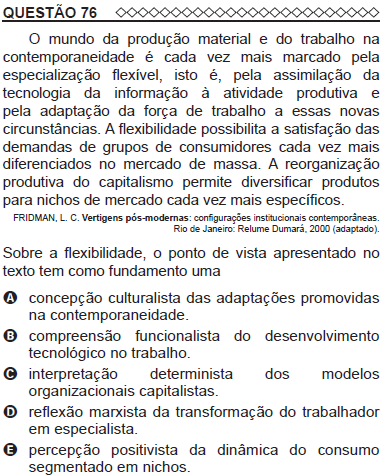 QUESTÃO 76
O mundo da produção material e do trabalho na
contemporaneidade é cada vez mais marcado pela
especialização flexível, isto é, pela assimilação da
tecnologia da informação à atividade produtiva e
pela adaptação da força de trabalho a essas novas
circunstâncias. A flexibilidade possibilita a satisfação das
demandas de grupos de consumidores cada vez mais
diferenciados no mercado de massa. A reorganização
produtiva do capitalismo permite diversificar produtos
para nichos de mercado cada vez mais específicos.
FRIDMAN, L. C. Vertigens pós-modernas: configurações institucionais contemporâneas.
Rio de Janeiro: Relume Dumará, 2000 (adaptado).
Sobre a flexibilidade, o ponto de vista apresentado no
texto tem como fundamento uma
A concepção culturalista das adaptações promovidas
na contemporaneidade.
B compreensão funcionalista do desenvolvimento
tecnológico no trabalho.
C interpretação determinista dos modelos
organizacionais capitalistas.
D reflexão marxista da transformação do trabalhador
em especialista.
E percepção positivista da dinâmica do consumo
segmentado em nichos.